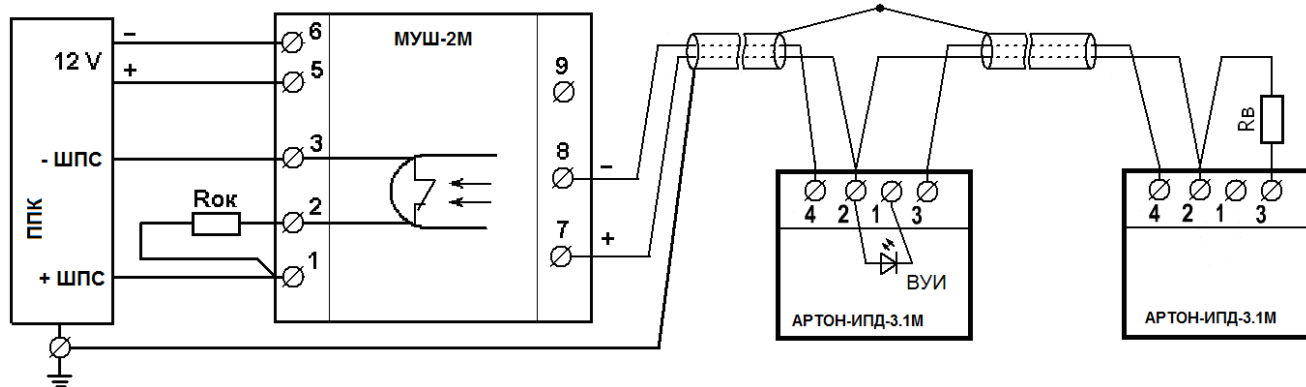 12 V
–
+
- ШПС
+ ШПС
ППК
Rок
6
5
3
2
1
МУШ-2М
9
8
7
–
+
4
2
1
3
ВУИ
АРТОН-ИПД-3.1М
Rв
4
2
1
3
АРТОН-ИПД-3.1М